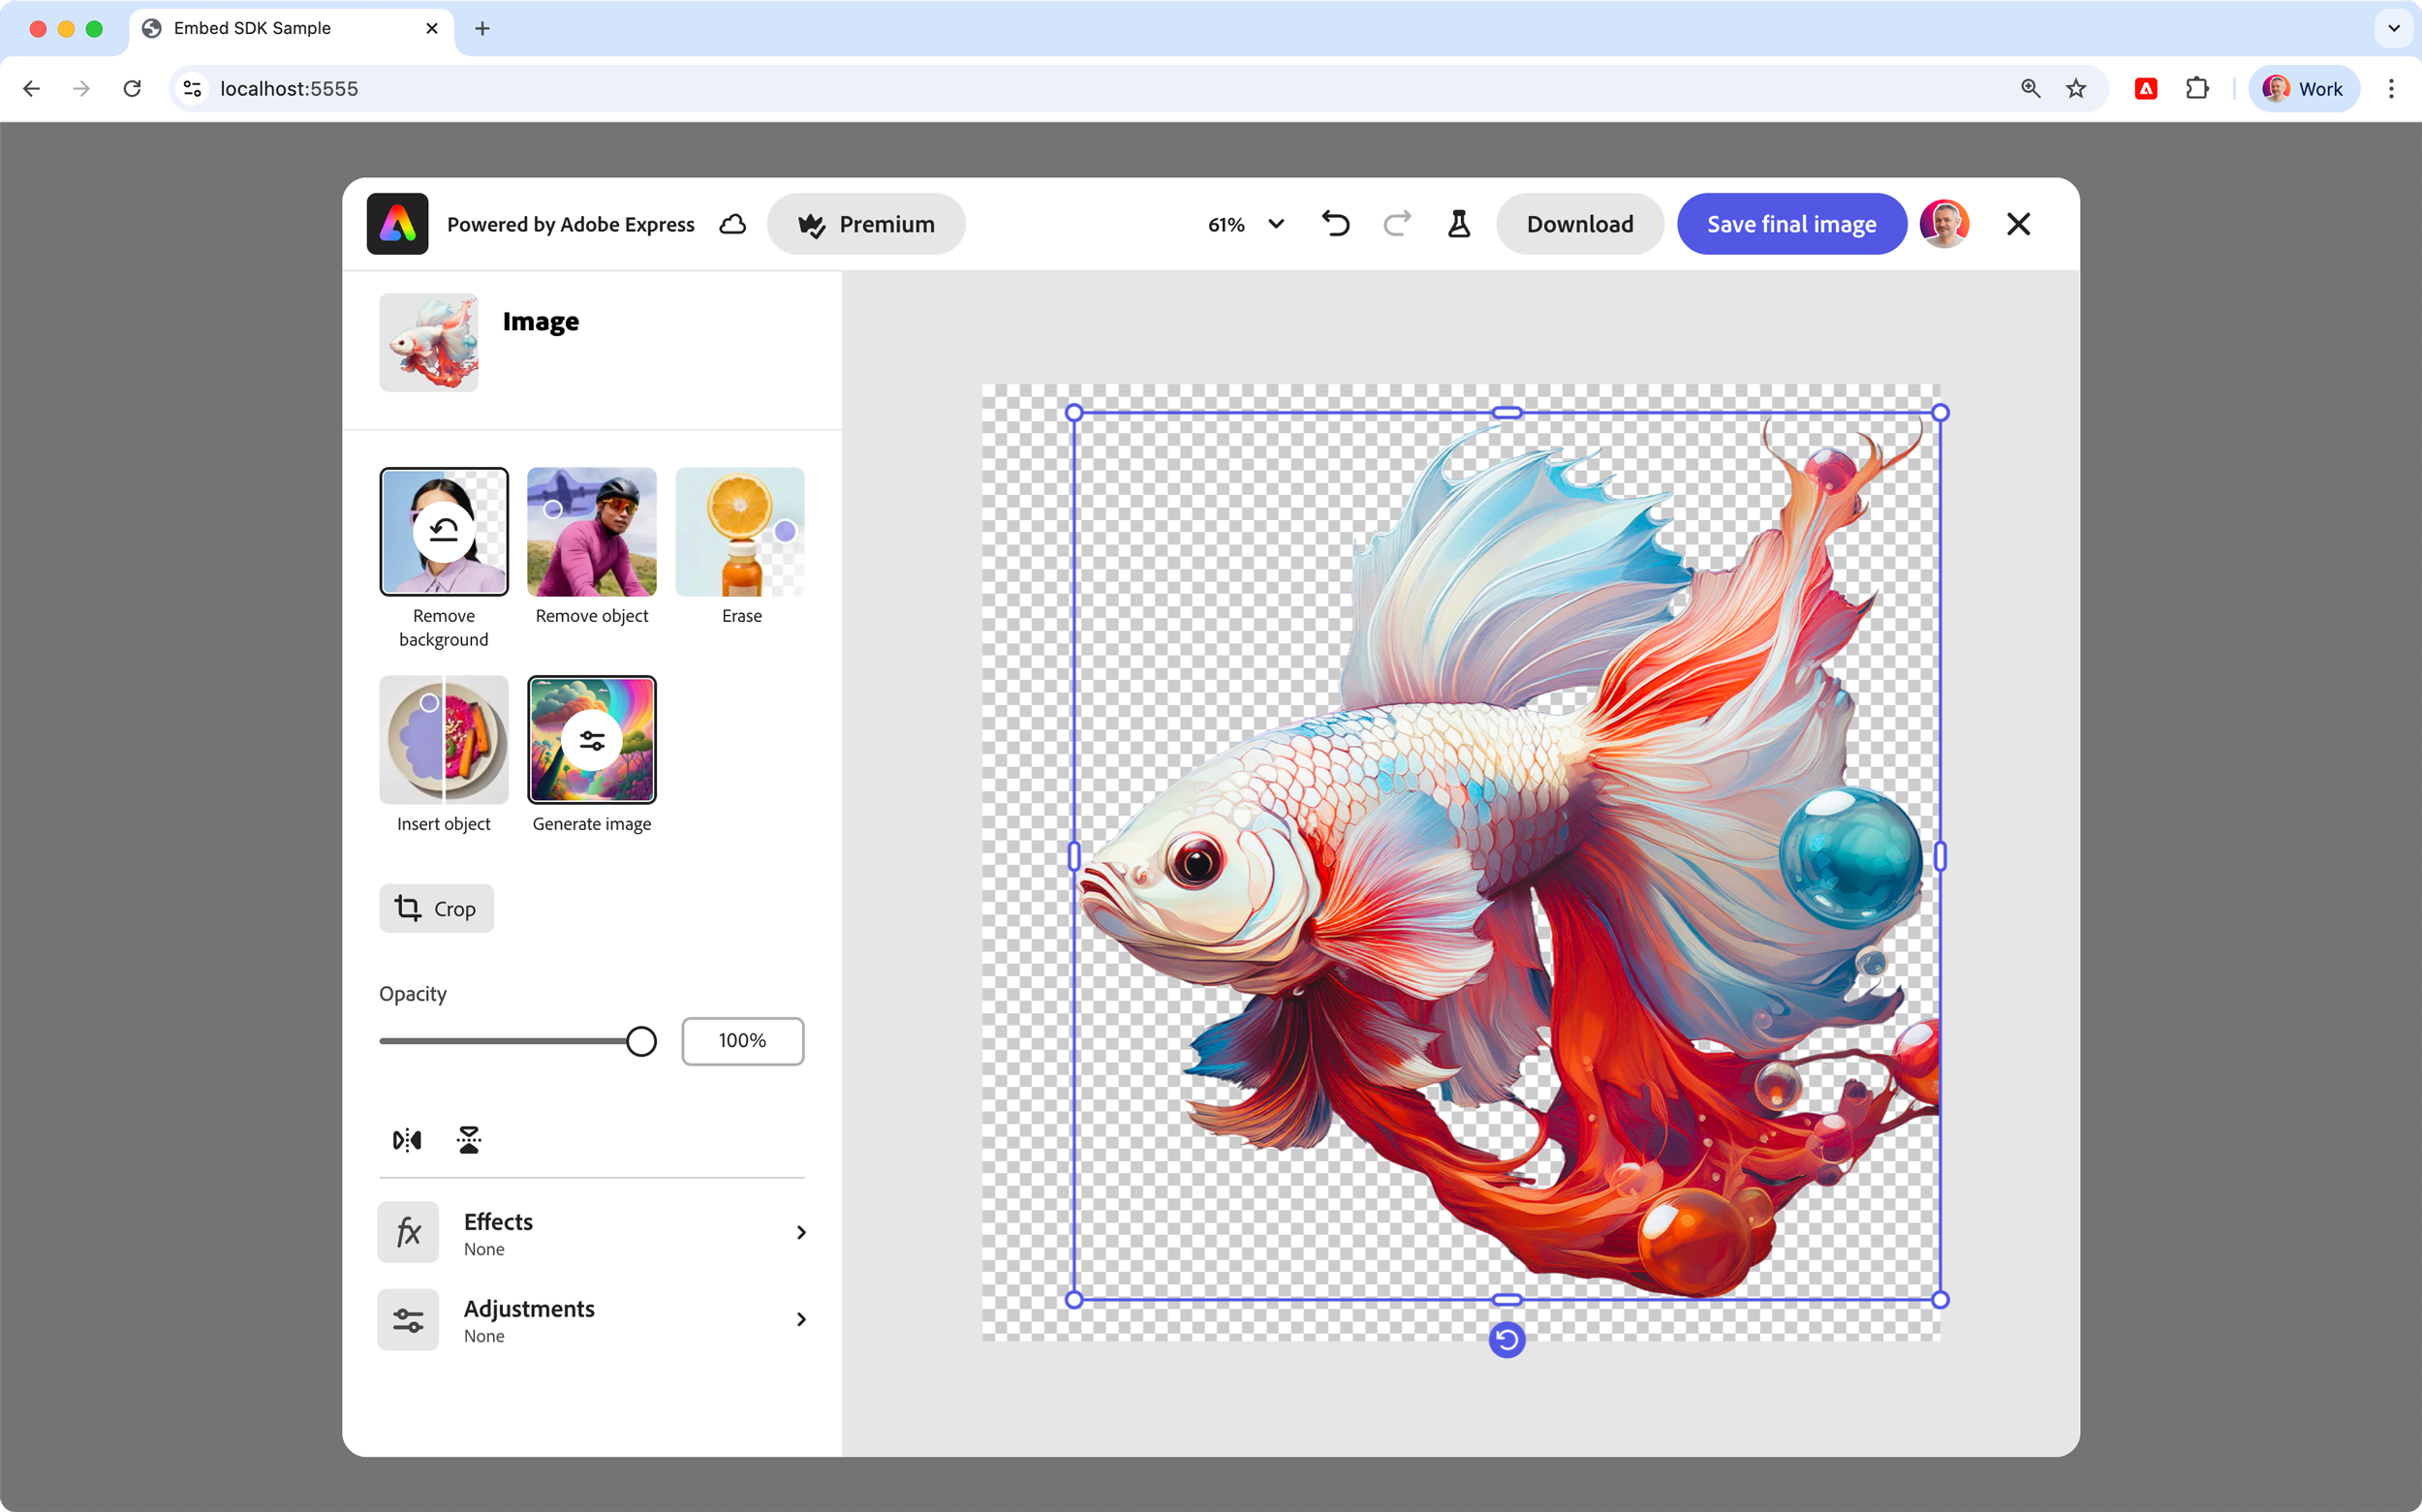 Embed SDK Sample
localhost:5555
Work
Powered by Adobe Express
Premium
61%
Download
Save final image
Image
Remove
background
Remove object
Erase
Insert object
Generate image
Crop
Opacity
100%
fx
Effects
None
Adjustments
None